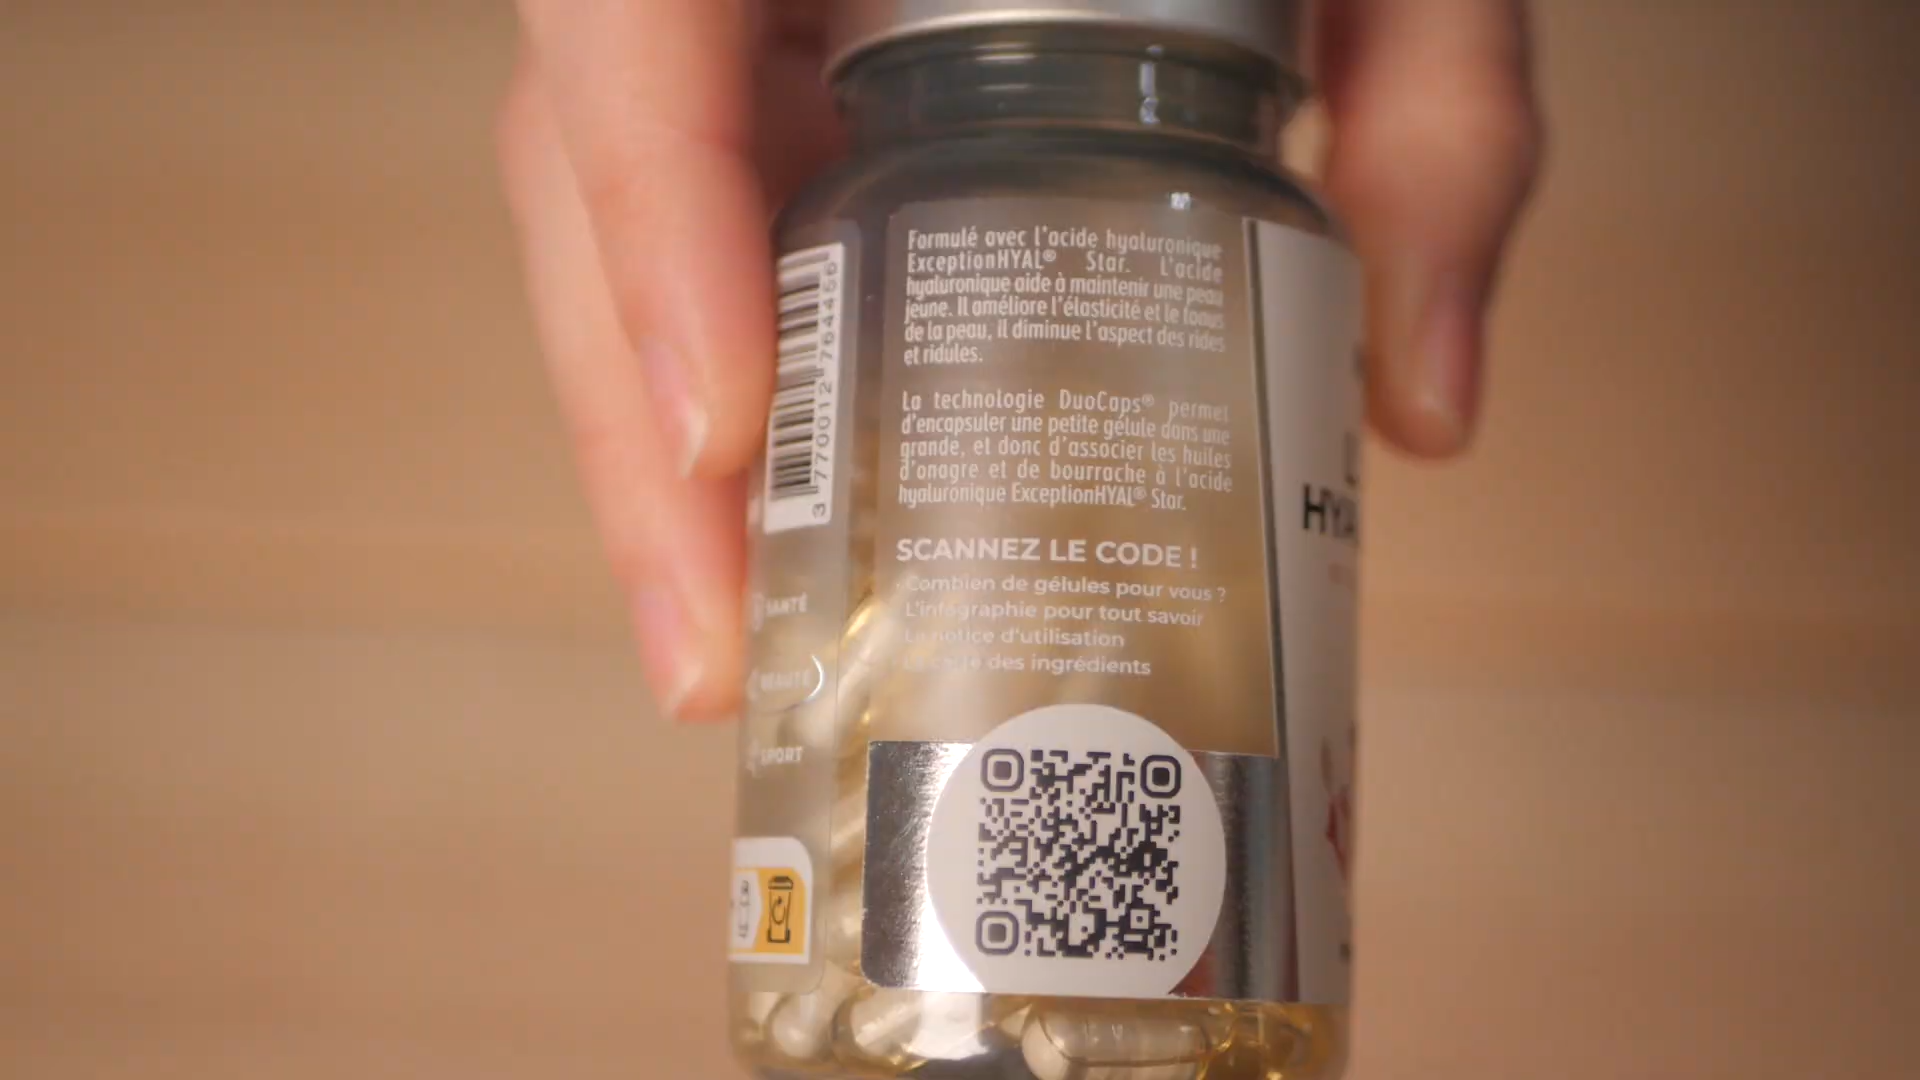 Formulé avec l'acide hyaluronique
ExceptionHYAL® Star. L'acide
hyaluronique aide à maintenir une peau
jeune. Il améliore l'élasticité et le tonus
de la peau, il diminue l'aspect des rides
et ridules.
La technologie DuoCaps® permet
d'encapsuler une petite gélule dans une
grande, et donc d'associer les huiles
d'onagre et de bourrache à l'acide
hyaluronique ExceptionHYAL® Star.
SCANNEZ LE CODE !
Combien de gélules pour vous ?
L'infographie pour tout savoir
La notice d'utilisation
des ingrédients
3 770012 764456
SANTÉ
BEAUTÉ
SPORT